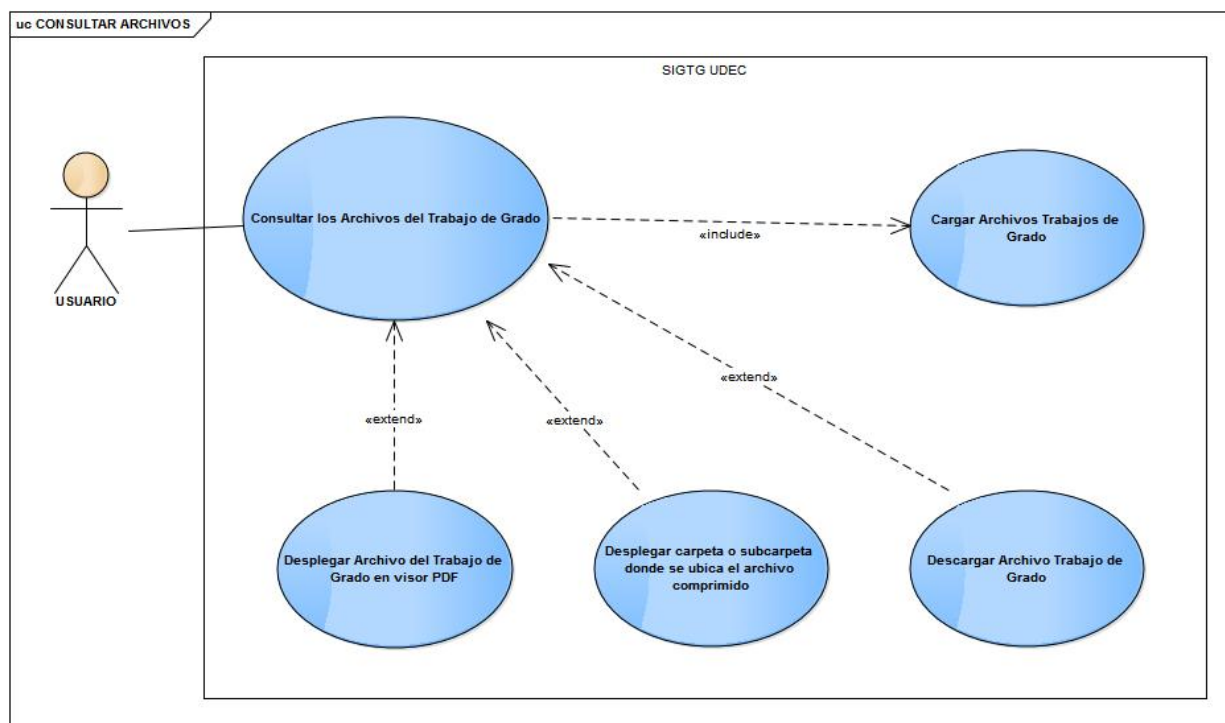 uc CONSULTAR ARCHIVOS
SIGTG UDEC
Consultar los Archivos del Trabajo de Grado
«include»
Cargar Archivos Trabajos de
Grado
USUARIO
«extend»
«extend»
«extend»
Desplegar Archivo del Trabajo de
Grado en visor PDF
Desplegar carpeta o subcarpeta
donde se ubica el archivo
comprimido
Descargar Archivo Trabajo de
Grado